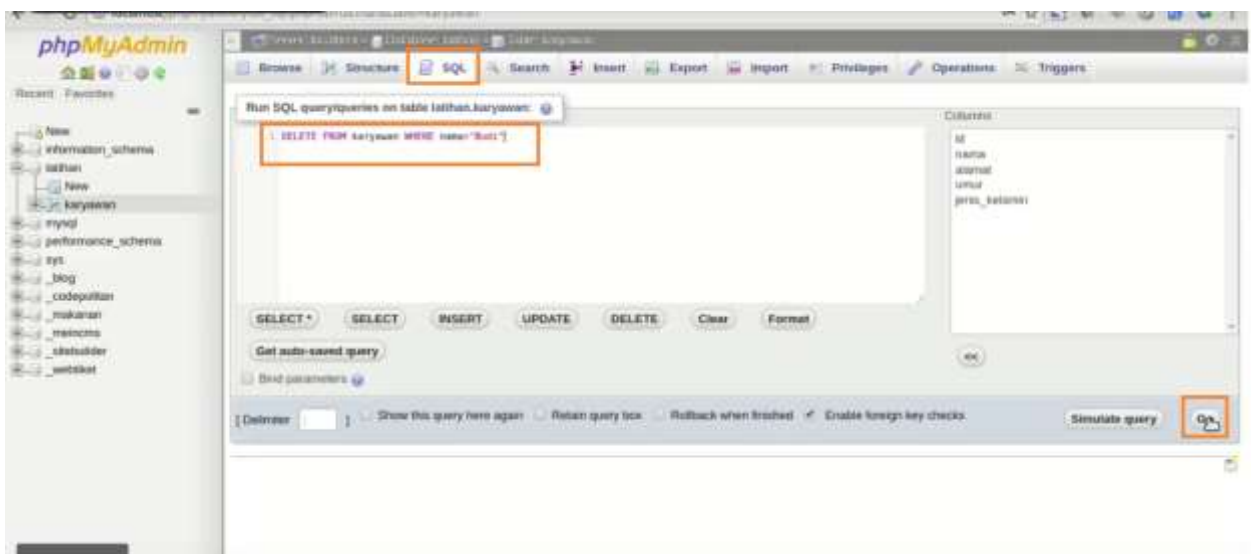 phpMyAdmin
Recent Favorites
New
information_schema
latihan
New
karyawan
mysql
performance_schema
sys
_blog
_codepolitan
_makanan
_meincms
_sitebuilder
_webtiket
Browse Structure SQL Search Insert Export Import Privileges Operations Triggers
Run SQL query/queries on table latihan.karyawan:
1 DELETE FROM karyawan WHERE nama="Budi"
Columns
id
nama
alamat
umur
jenis_kelamin
SELECT * SELECT INSERT UPDATE DELETE Clear Format
Get auto-saved query
<<
Bind parameters
[ Delimiter ] Show this query here again Retain query box Rollback when finished Enable foreign key checks Simulate query Go